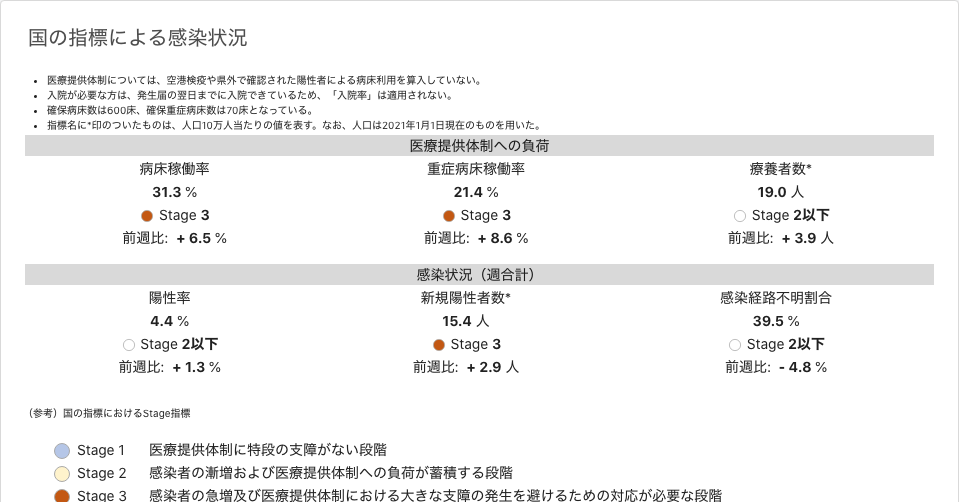 国の指標による感染状況
• 医療提供体制については、空港検疫や県外で確認された陽性者による病床利用を算入していない。
• 入院が必要な方は、発生届の翌日までに入院できているため、「入院率」は適用されない。
• 確保病床数は600床、確保重症病床数は70床となっている。
• 指標名に*印のついたものは、人口10万人当たりの値を表す。なお、人口は2021年1月1日現在のものを用いた。
医療提供体制への負荷
病床稼働率 重症病床稼働率 療養者数*
31.3 % 21.4 % 19.0 人
Stage 3 Stage 3 Stage 2以下
前週比: + 6.5 % 前週比: + 8.6 % 前週比: + 3.9 人
感染状況（週合計）
陽性率 新規陽性者数* 感染経路不明割合
4.4 % 15.4 人 39.5 %
Stage 2以下 Stage 3 Stage 2以下
前週比: + 1.3 % 前週比: + 2.9 人 前週比: - 4.8 %
（参考）国の指標におけるStage指標
Stage 1 医療提供体制に特段の支障がない段階
Stage 2 感染者の漸増および医療提供体制への負荷が蓄積する段階
Stage 3 感染者の急増及び医療提供体制における大きな支障の発生を避けるための対応が必要な段階